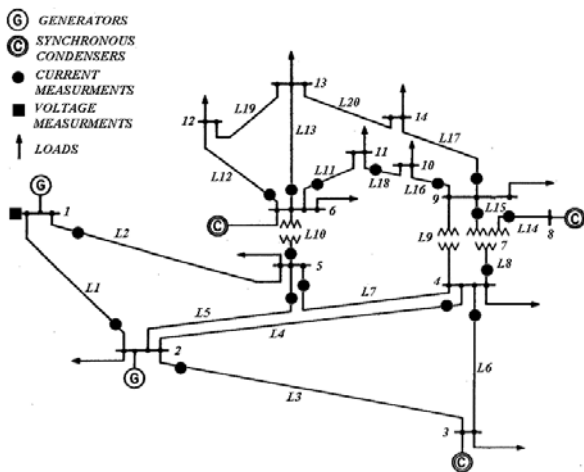 G GENERATORS
C SYNCHRONOUS
CONDENSERS
CURRENT
MEASURMENTS
VOLTAGE
MEASURMENTS
LOADS
13
L19
L20
12
L13
14
L17
11
L12
L11
10
L18
L16
9
G
6
L15
C
L10
L9
7
L14
8
C
1
L2
5
4
L8
L1
L7
L5
L4
2
L6
G
L3
3
C